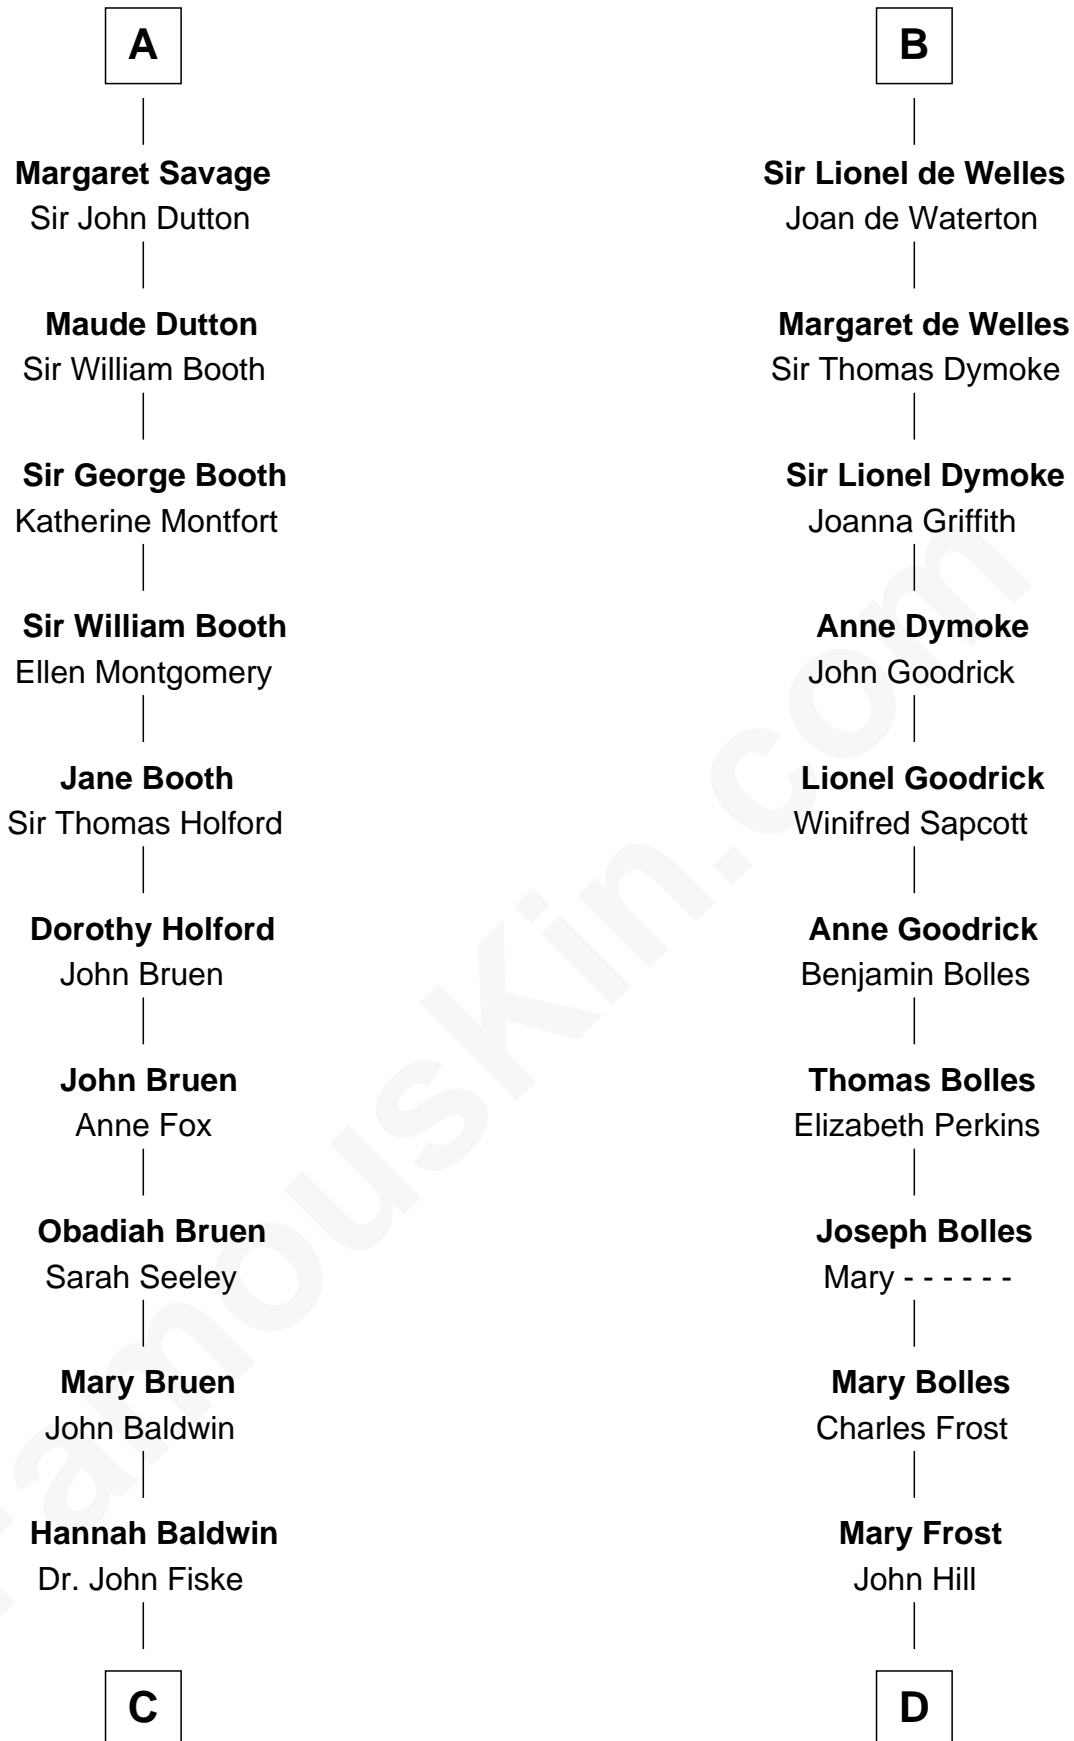 A
B
Margaret Savage
Sir John Dutton
Sir Lionel de Welles
Joan de Waterton
Maude Dutton
Sir William Booth
Margaret de Welles
Sir Thomas Dymoke
Sir George Booth
Katherine Montfort
Sir Lionel Dymoke
Joanna Griffith
Sir William Booth
Ellen Montgomery
Anne Dymoke
John Goodrick
Jane Booth
Sir Thomas Holford
Lionel Goodrick
Winifred Sapcott
Dorothy Holford
John Bruen
Anne Goodrick
Benjamin Bolles
John Bruen
Anne Fox
Thomas Bolles
Elizabeth Perkins
Obadiah Bruen
Sarah Seeley
Joseph Bolles
Mary - - - - - -
Mary Bruen
John Baldwin
Mary Bolles
Charles Frost
Hannah Baldwin
Dr. John Fiske
Mary Frost
John Hill
C
D
FamousKin.com